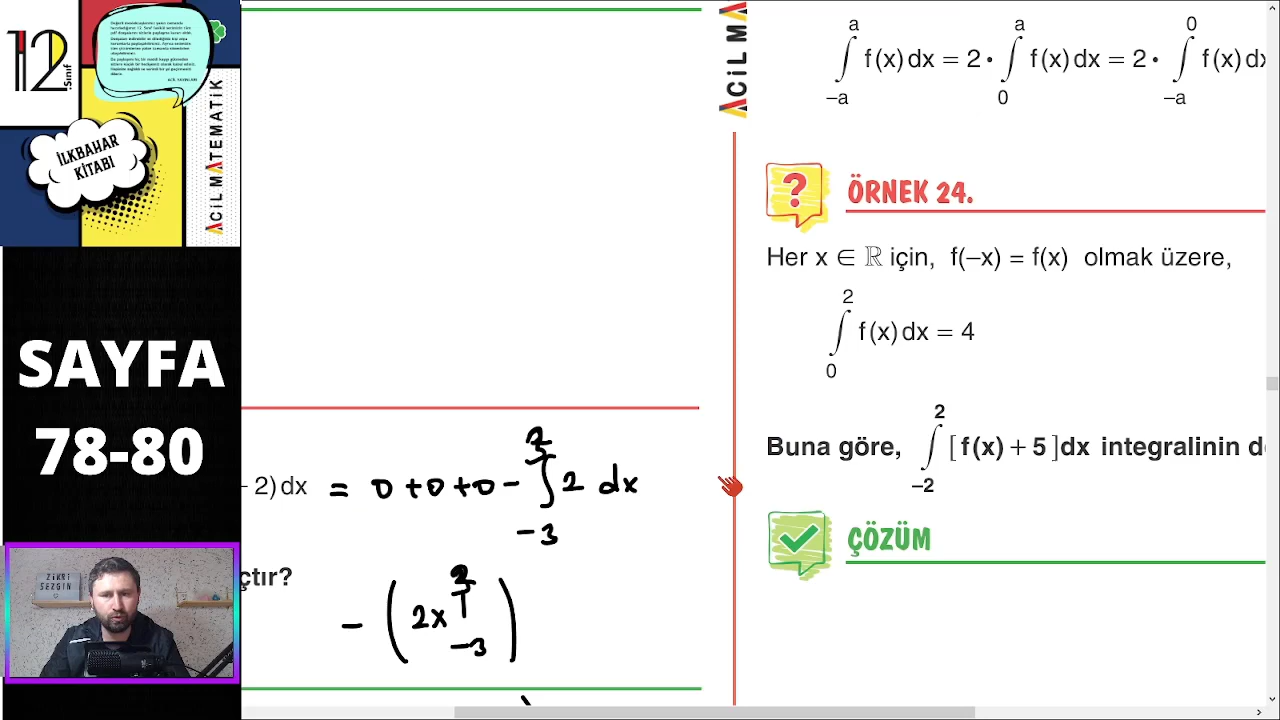 12
.Sınıf
İLKBAHAR
KİTABI
ACİL MATEMATİK
SAYFA
78-80
ZİKRİ
SEZGİN
– 2) dx = 0 + 0 + 0 - ∫ 2 dx
-3
çtır?
- ( 2x
-3 )
ACİL MA
a a 0
∫ f(x) dx = 2 • ∫ f(x) dx = 2 • ∫ f(x) dx
–a 0 –a
? ÖRNEK 24.
Her x ∈ ℝ için, f(–x) = f(x) olmak üzere,
2
∫ f(x) dx = 4
0
2
Buna göre, ∫ [ f(x) + 5 ] dx integralinin
–2
ÇÖZÜM